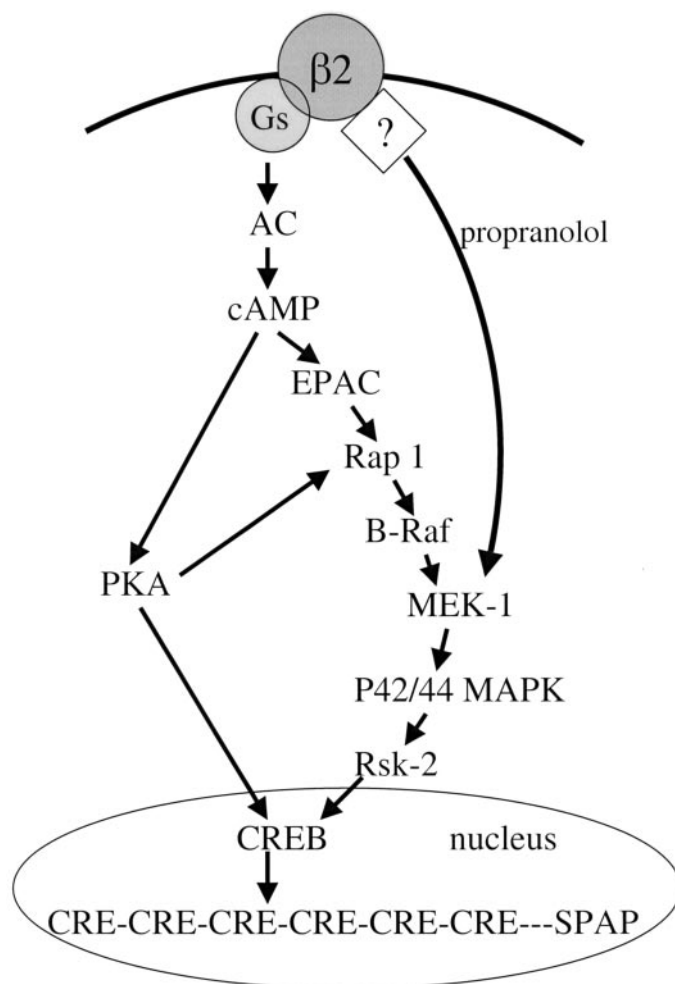 β2
Gs
?
AC
propranolol
cAMP
EPAC
Rap 1
B-Raf
PKA
MEK-1
P42/44 MAPK
Rsk-2
CREB
nucleus
CRE-CRE-CRE-CRE-CRE-CRE---SPAP